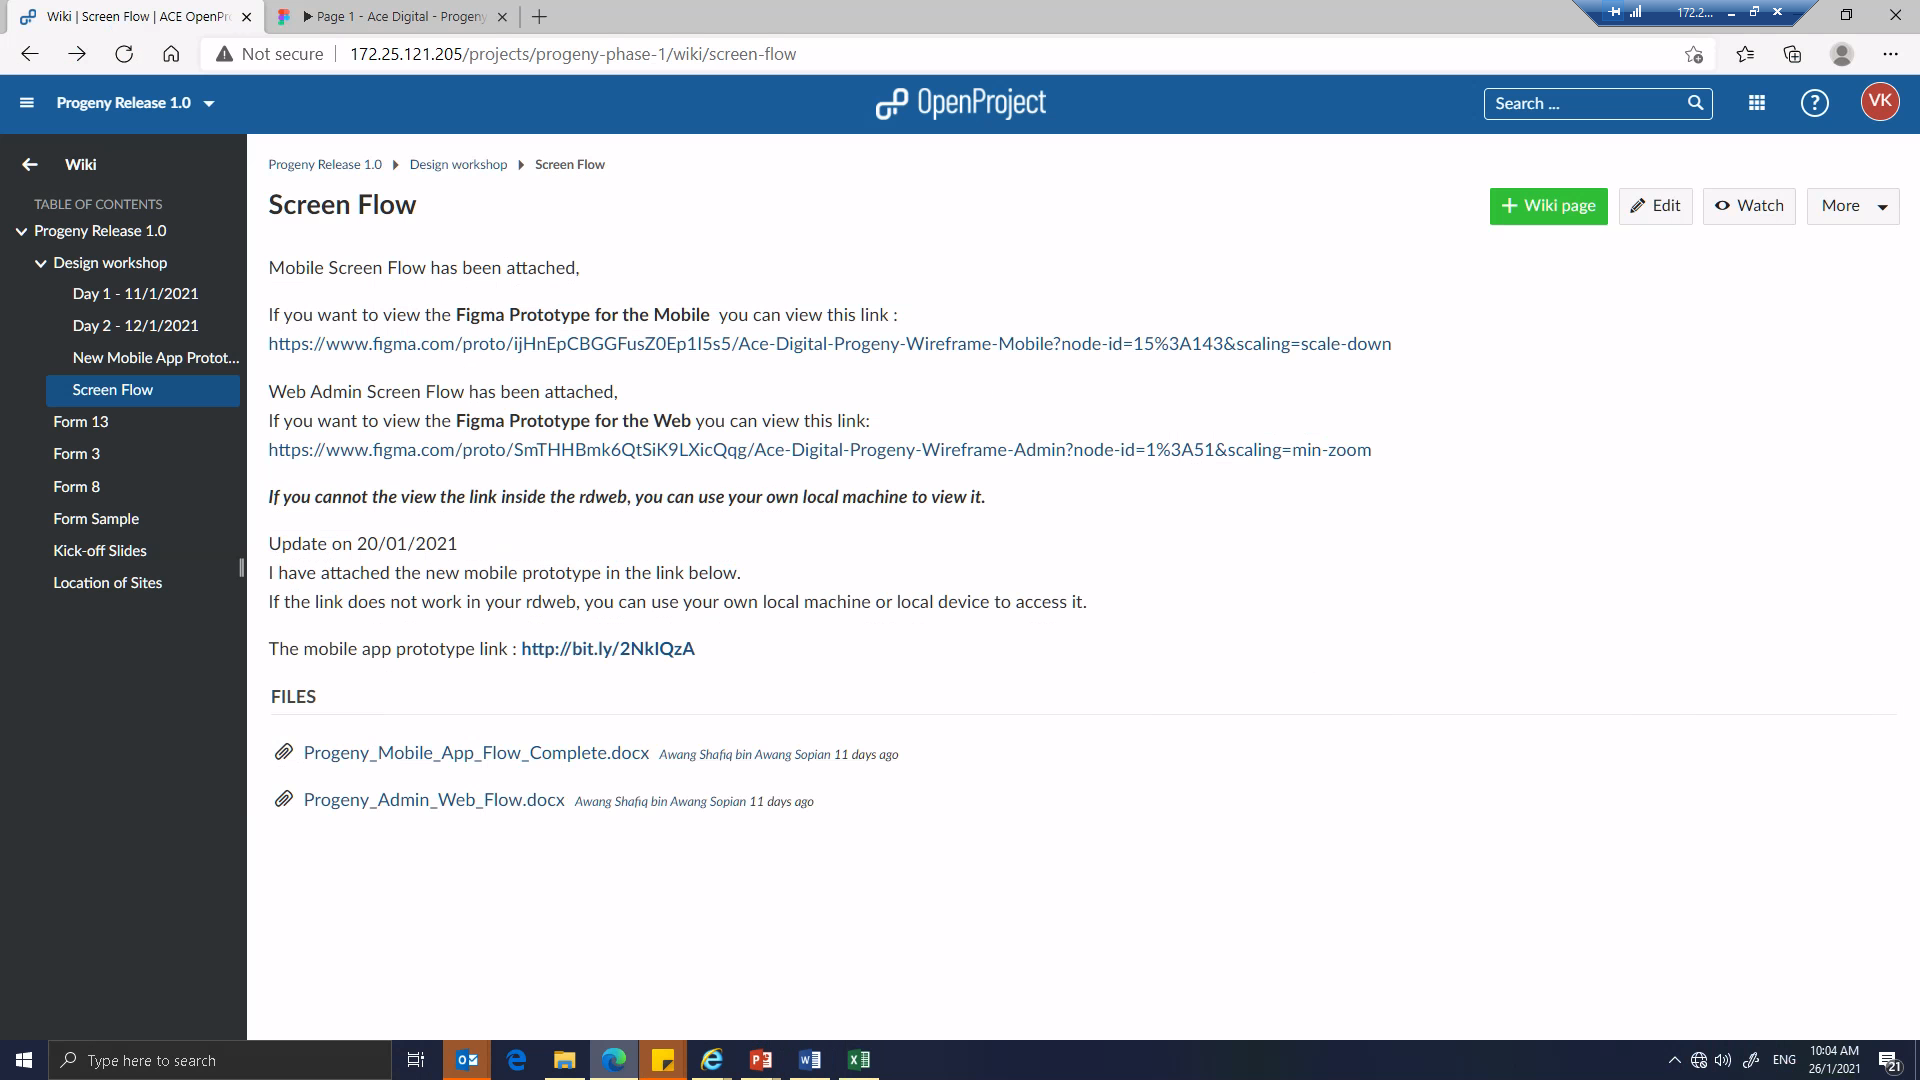 Wiki | Screen Flow | ACE OpenPr
Page 1 - Ace Digital - Progeny
172.2...
Not secure
172.25.121.205/projects/progeny-phase-1/wiki/screen-flow
Progeny Release 1.0
OpenProject
Search ...
VK
Wiki
TABLE OF CONTENTS
Progeny Release 1.0
Design workshop
Day 1 - 11/1/2021
Day 2 - 12/1/2021
New Mobile App Protot...
Screen Flow
Form 13
Form 3
Form 8
Form Sample
Kick-off Slides
Location of Sites
Progeny Release 1.0 Design workshop Screen Flow
Screen Flow
+ Wiki page
Edit
Watch
More
Mobile Screen Flow has been attached,
If you want to view the Figma Prototype for the Mobile you can view this link :
https://www.figma.com/proto/ijHnEpCBGGFusZ0Ep1I5s5/Ace-Digital-Progeny-Wireframe-Mobile?node-id=15%3A143&scaling=scale-down
Web Admin Screen Flow has been attached,
If you want to view the Figma Prototype for the Web you can view this link:
https://www.figma.com/proto/SmTHHBmk6QtSiK9LXicQqg/Ace-Digital-Progeny-Wireframe-Admin?node-id=1%3A51&scaling=min-zoom
If you cannot the view the link inside the rdweb, you can use your own local machine to view it.
Update on 20/01/2021
I have attached the new mobile prototype in the link below.
If the link does not work in your rdweb, you can use your own local machine or local device to access it.
The mobile app prototype link : http://bit.ly/2NkIQzA
FILES
Progeny_Mobile_App_Flow_Complete.docx Awang Shafiq bin Awang Sopian 11 days ago
Progeny_Admin_Web_Flow.docx Awang Shafiq bin Awang Sopian 11 days ago
Type here to search
ENG
10:04 AM
26/1/2021
21